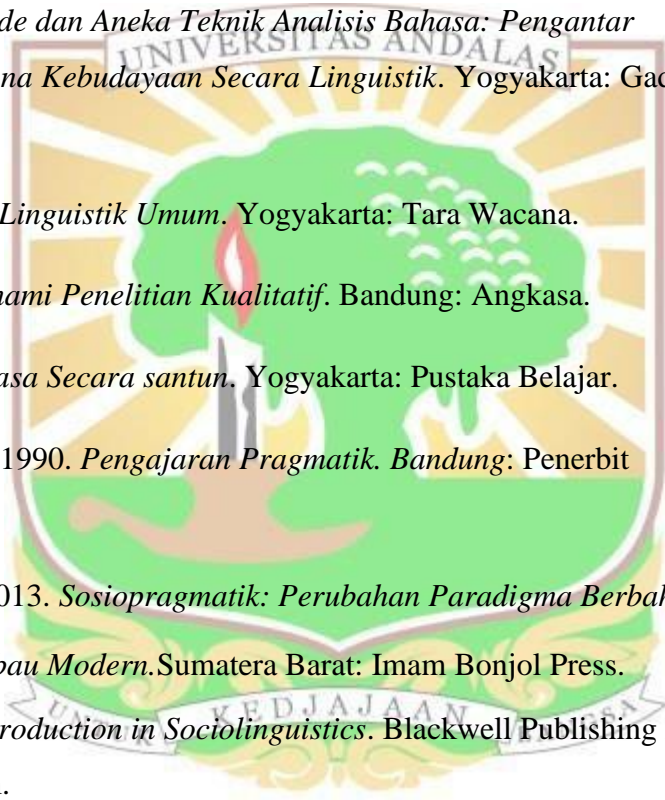 de dan Aneka Teknik Analisis Bahasa: Pengantar
UNIVERSITAS ANDALAS
na Kebudayaan Secara Linguistik. Yogyakarta: Gad
Linguistik Umum. Yogyakarta: Tara Wacana.
ami Penelitian Kualitatif. Bandung: Angkasa.
asa Secara santun. Yogyakarta: Pustaka Belajar.
1990. Pengajaran Pragmatik. Bandung: Penerbit
013. Sosiopragmatik: Perubahan Paradigma Berbah
bau Modern.Sumatera Barat: Imam Bonjol Press.
UNTUK KEDJAJAAN BANGSA
roduction in Sociolinguistics. Blackwell Publishing